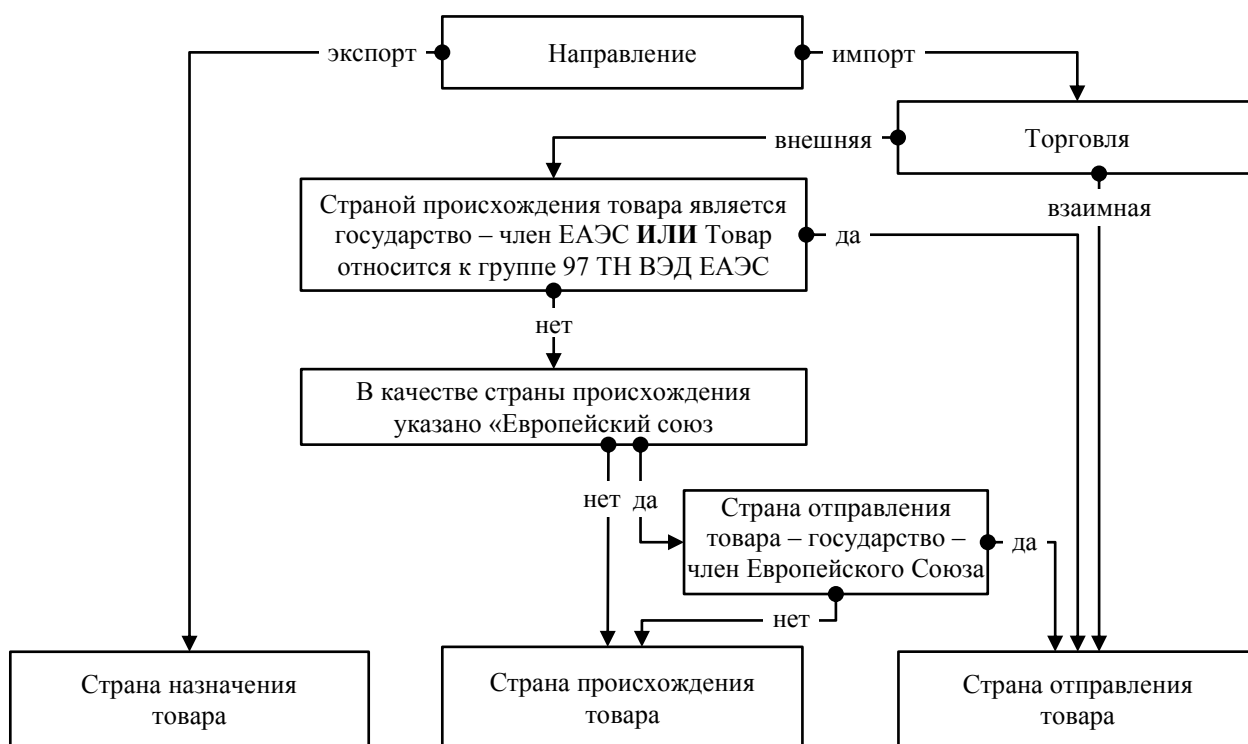 экспорт
Направление
импорт
внешняя
Торговля
Страной происхождения товара является
государство – член ЕАЭС ИЛИ Товар
относится к группе 97 ТН ВЭД ЕАЭС
да
взаимная
нет
В качестве страны происхождения
указано «Европейский союз
нет
да
Страна отправления
товара – государство –
член Европейского Союза
да
нет
Страна назначения
товара
Страна происхождения
товара
Страна отправления
товара